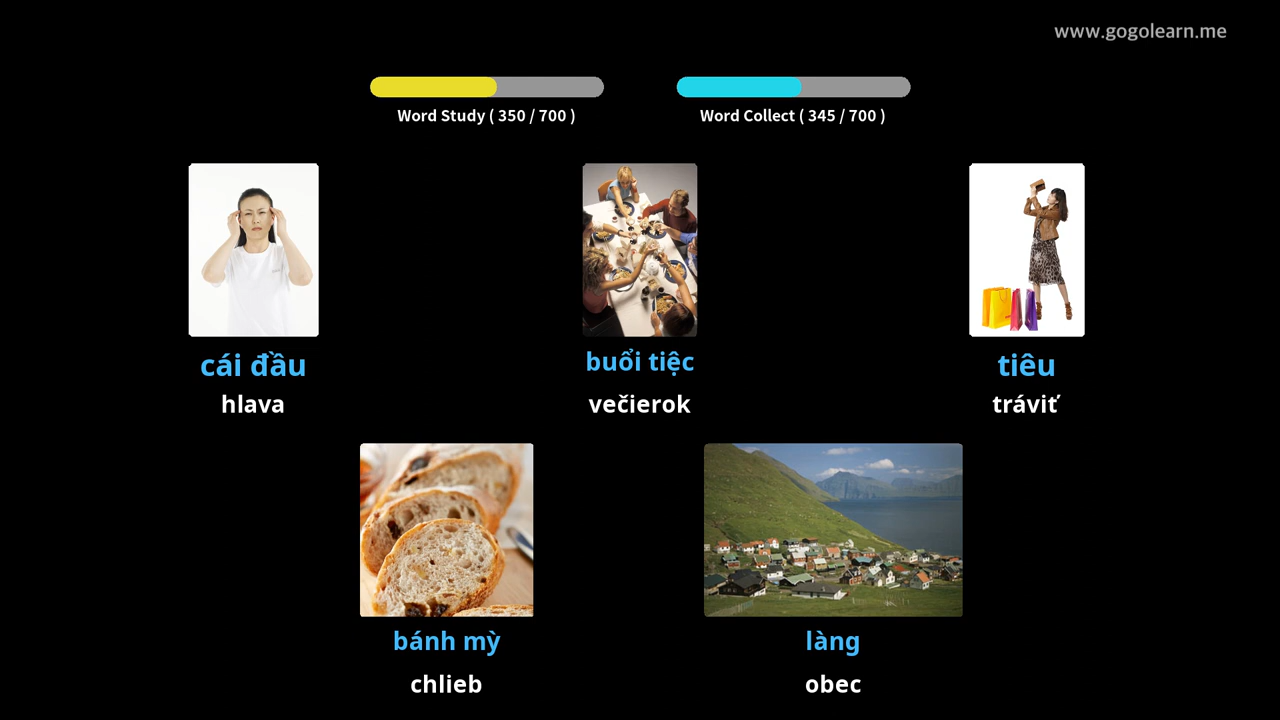 www.gogolearn.me
Word Study ( 350 / 700 )
Word Collect ( 345 / 700 )
cái đầu
hlava
buổi tiệc
večierok
tiêu
tráviť
bánh mỳ
chlieb
làng
obec